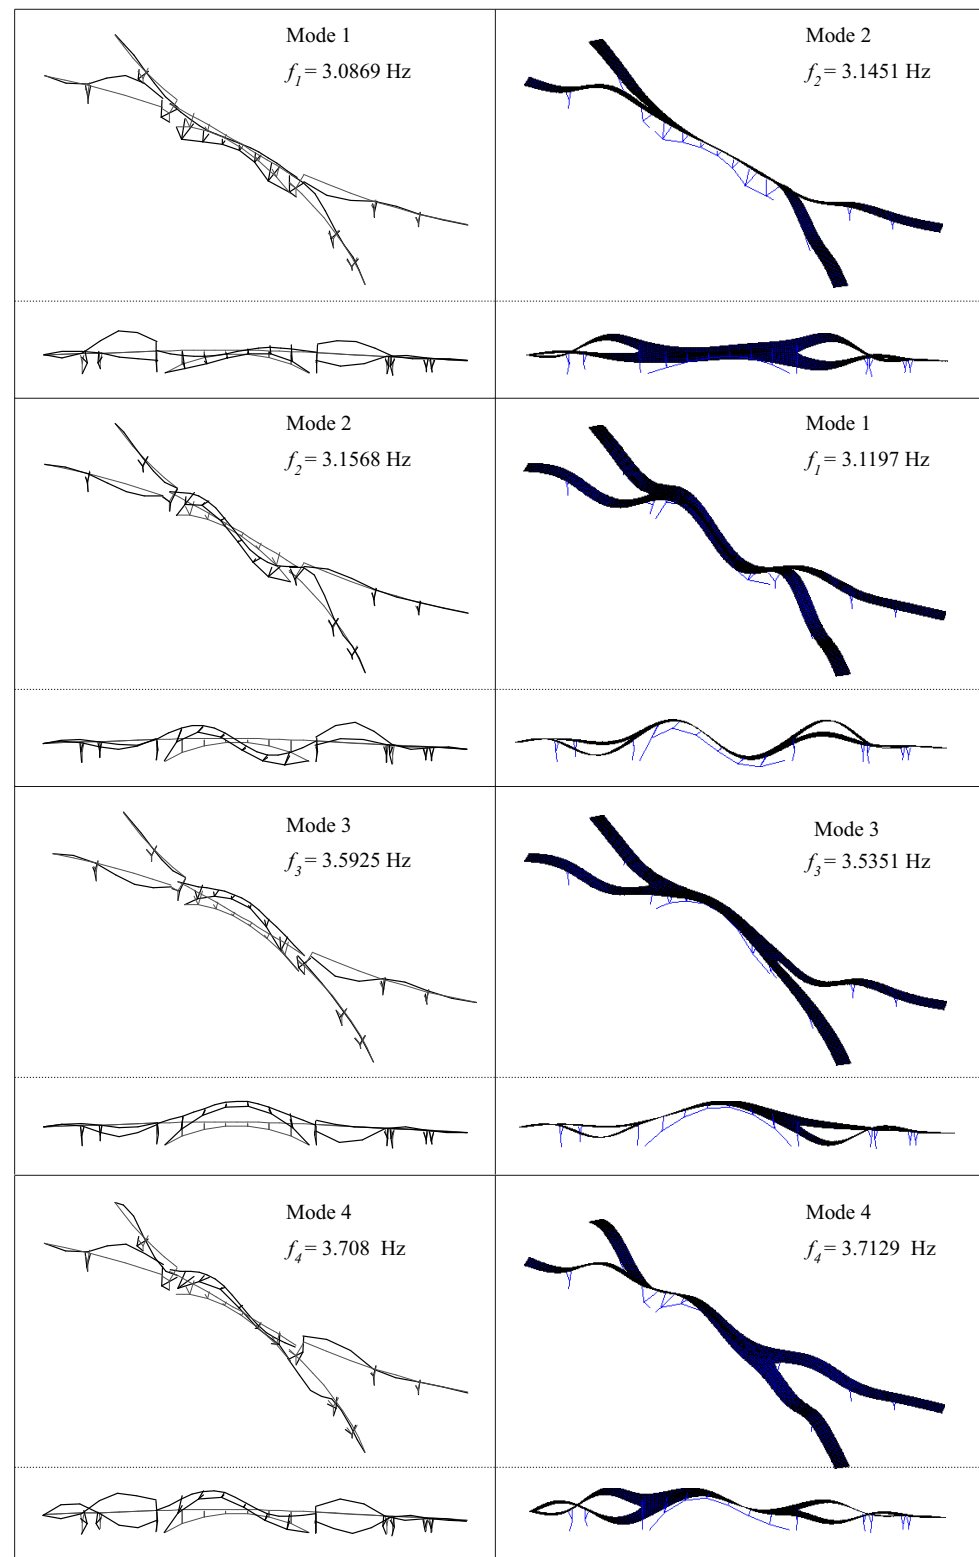 Mode 1
f1 = 3.0869 Hz
Mode 2
f2 = 3.1451 Hz
Mode 2
f2 = 3.1568 Hz
Mode 1
f1 = 3.1197 Hz
Mode 3
f3 = 3.5925 Hz
Mode 3
f3 = 3.5351 Hz
Mode 4
f4 = 3.708 Hz
Mode 4
f4 = 3.7129 Hz